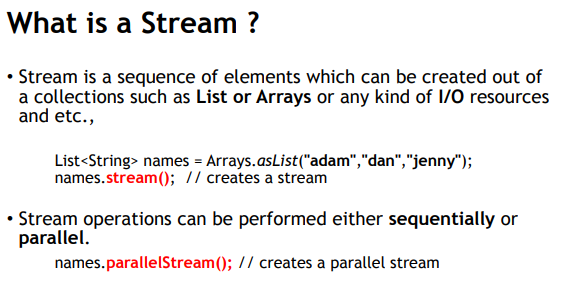 What is a Stream ?
• Stream is a sequence of elements which can be created out of
a collections such as List or Arrays or any kind of I/O resources
and etc.,
List<String> names = Arrays.asList("adam","dan","jenny");
names.stream(); // creates a stream
• Stream operations can be performed either sequentially or
parallel.
names.parallelStream(); // creates a parallel stream